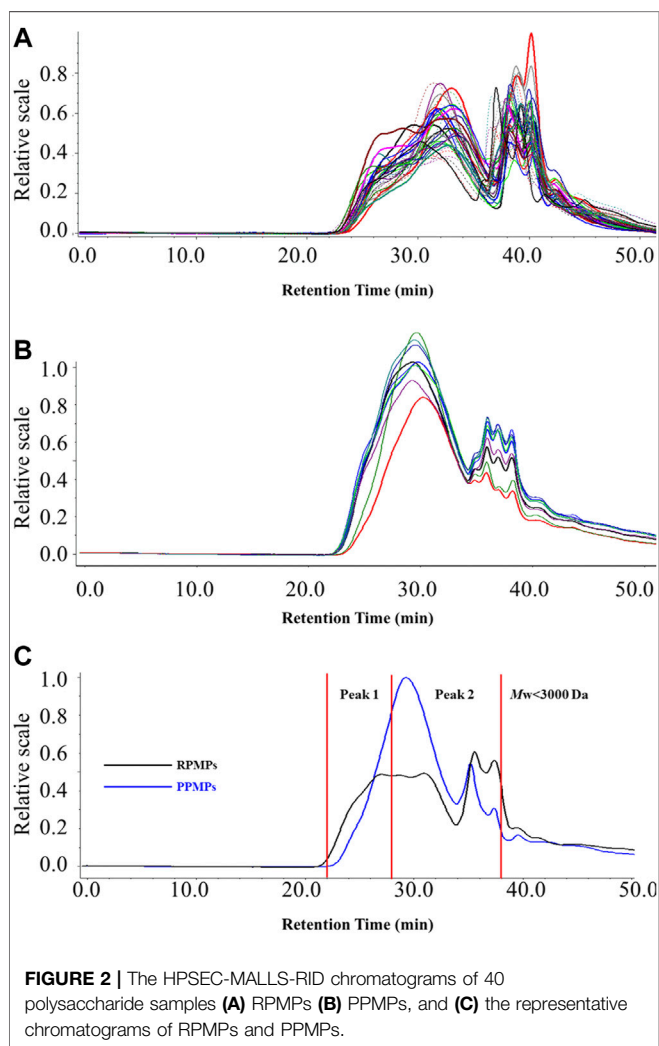 A
Relative scale
0.8
0.6
0.4
0.2
0.0
0.0 10.0 20.0 30.0 40.0 50.0
Retention Time (min)
B
Relative scale
1.0
0.8
0.6
0.4
0.2
0.0
0.0 10.0 20.0 30.0 40.0 50.0
Retention Time (min)
C
Relative scale
1.0
0.8
0.6
0.4
0.2
0.0
Peak 1 Peak 2 Mw<3000 Da
RPMPs
PPMPs
0.0 10.0 20.0 30.0 40.0 50.0
Retention Time (min)
FIGURE 2 | The HPSEC-MALLS-RID chromatograms of 40
polysaccharide samples (A) RPMPs (B) PPMPs, and (C) the representative
chromatograms of RPMPs and PPMPs.